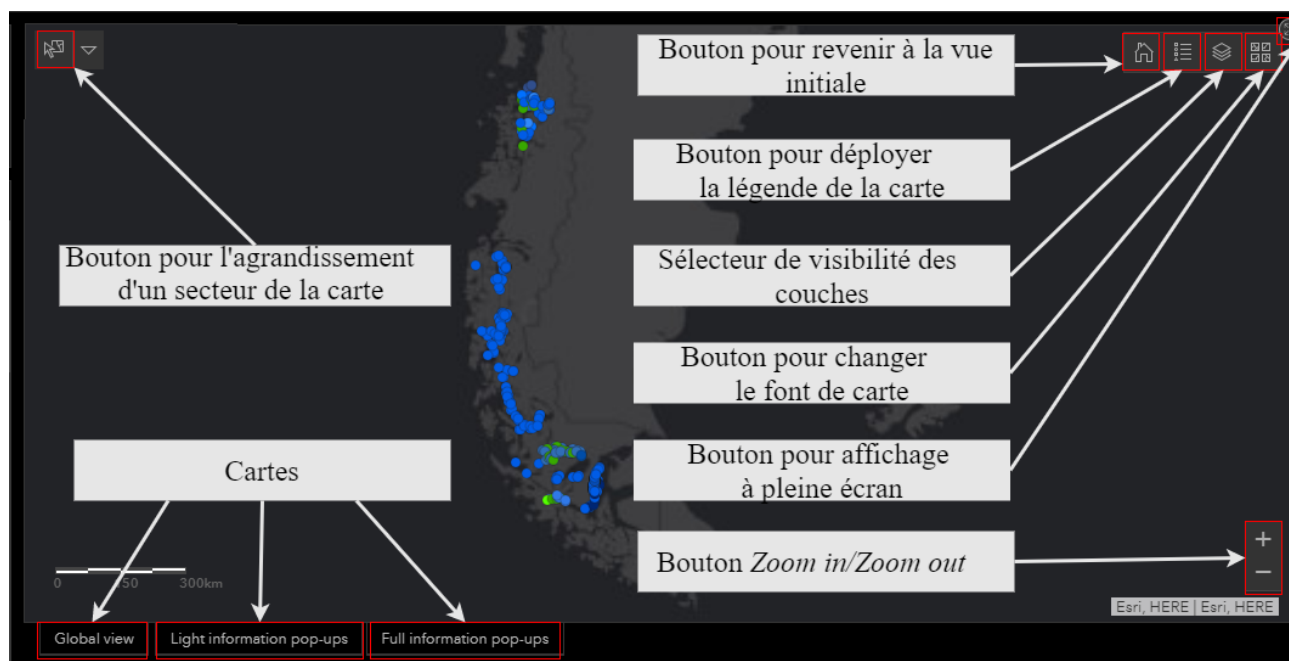 Bouton pour revenir à la vue
initiale
Bouton pour déployer
la légende de la carte
Bouton pour l'agrandissement
d'un secteur de la carte
Sélecteur de visibilité des
couches
Bouton pour changer
le font de carte
Bouton pour affichage
à pleine écran
Cartes
Bouton Zoom in/Zoom out
+
−
0 150 300km
Esri, HERE | Esri, HERE
Global view
Light information pop-ups
Full information pop-ups